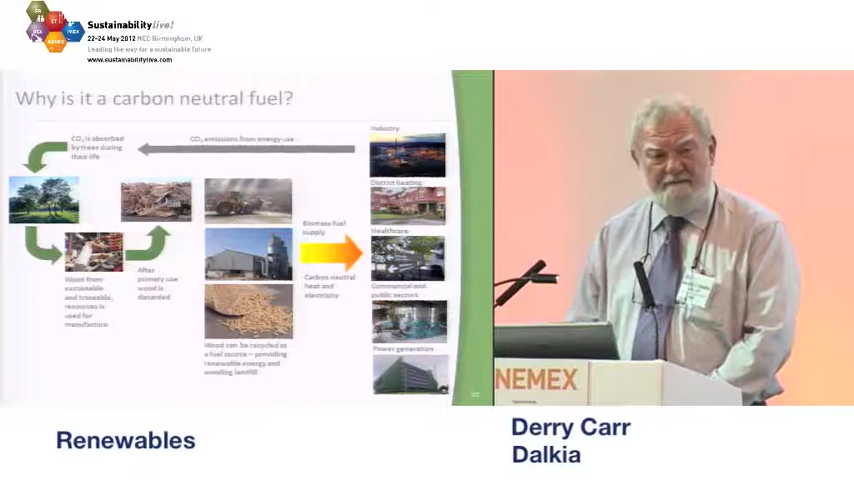 Sustainabilitylive!
22-24 May 2012 NEC Birmingham, UK
Leading the way for a sustainable future
www.sustainabilitylive.com
Why is it a carbon neutral fuel?
CO₂ is absorbed
by trees during
their life
CO₂ emissions from energy use
Industry
District heating
Healthcare
Commercial and
public sectors
Power generation
Biomass fuel
supply
Carbon neutral
heat and
electricity
Wood from
sustainable
and traceable,
resources is
used for
manufacture
After
primary use
wood is
discarded
Wood can be recycled as
a fuel source – providing
renewable energy and
avoiding landfill
NEMEX
Renewables
Derry Carr
Dalkia